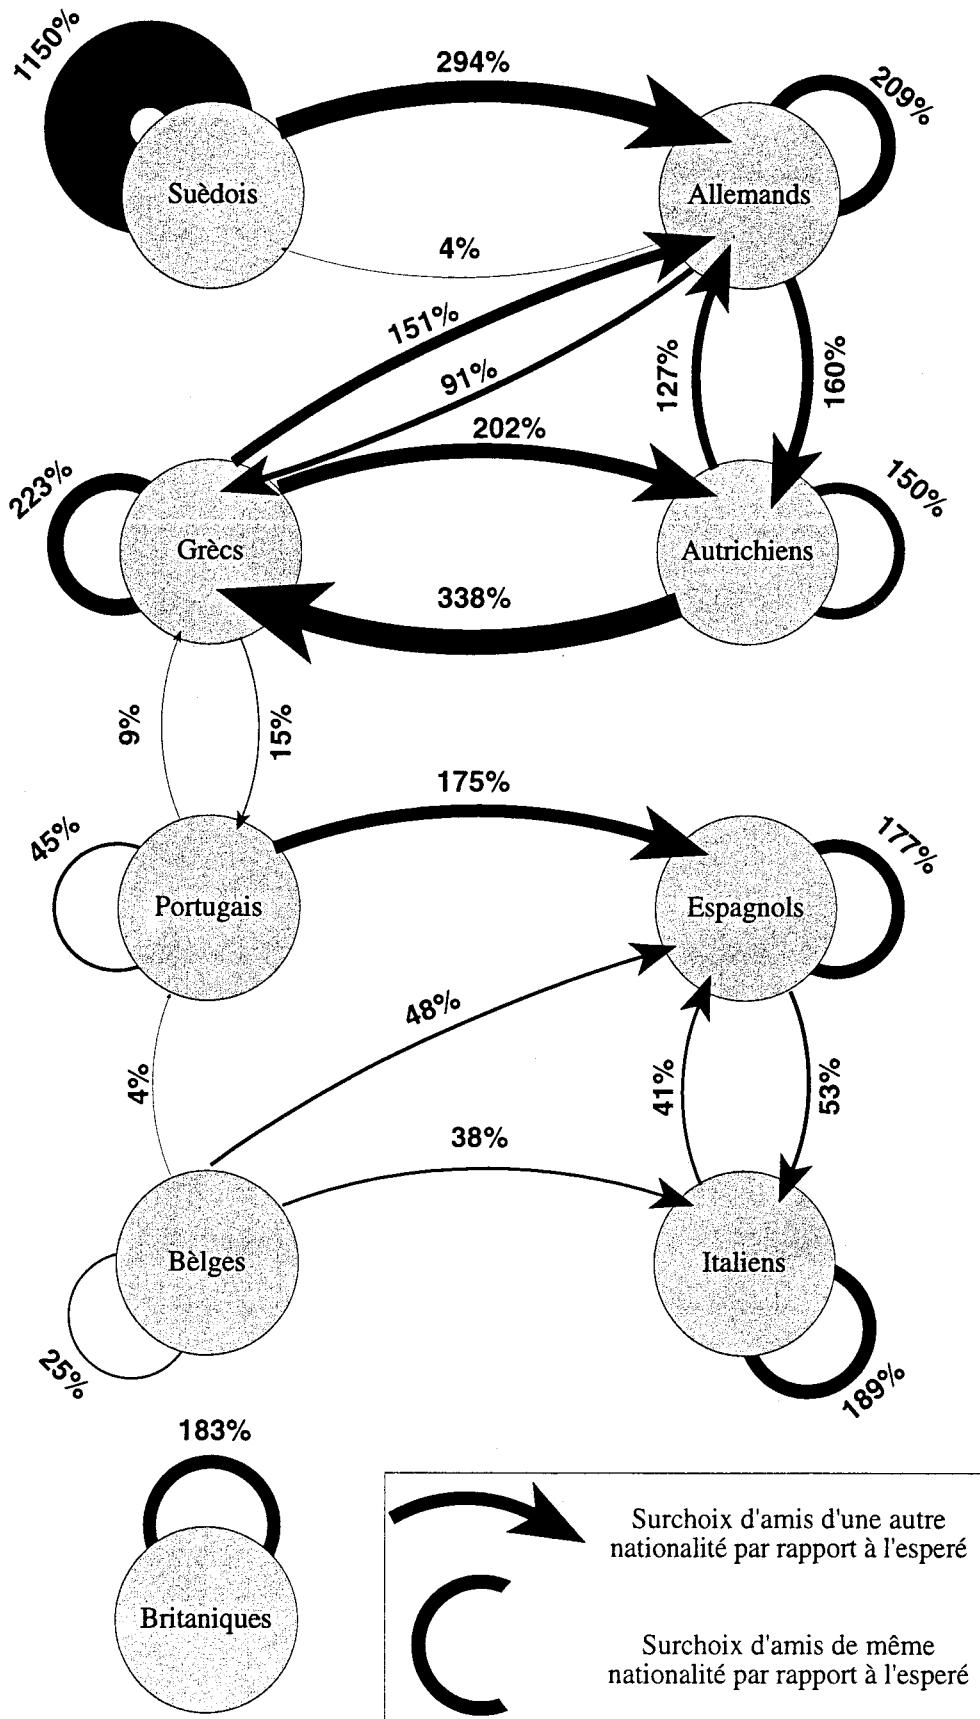 1150%
294%
209%
Suèdois
Allemands
4%
151%
91%
127%
160%
202%
223%
150%
Grècs
Autrichiens
338%
9%
15%
175%
45%
177%
Portugais
Espagnols
48%
4%
41%
53%
38%
Bèlges
Italiens
25%
189%
183%
Britaniques
Surchoix d'amis d'une autre
nationalité par rapport à l'esperé
Surchoix d'amis de même
nationalité par rapport à l'esperé